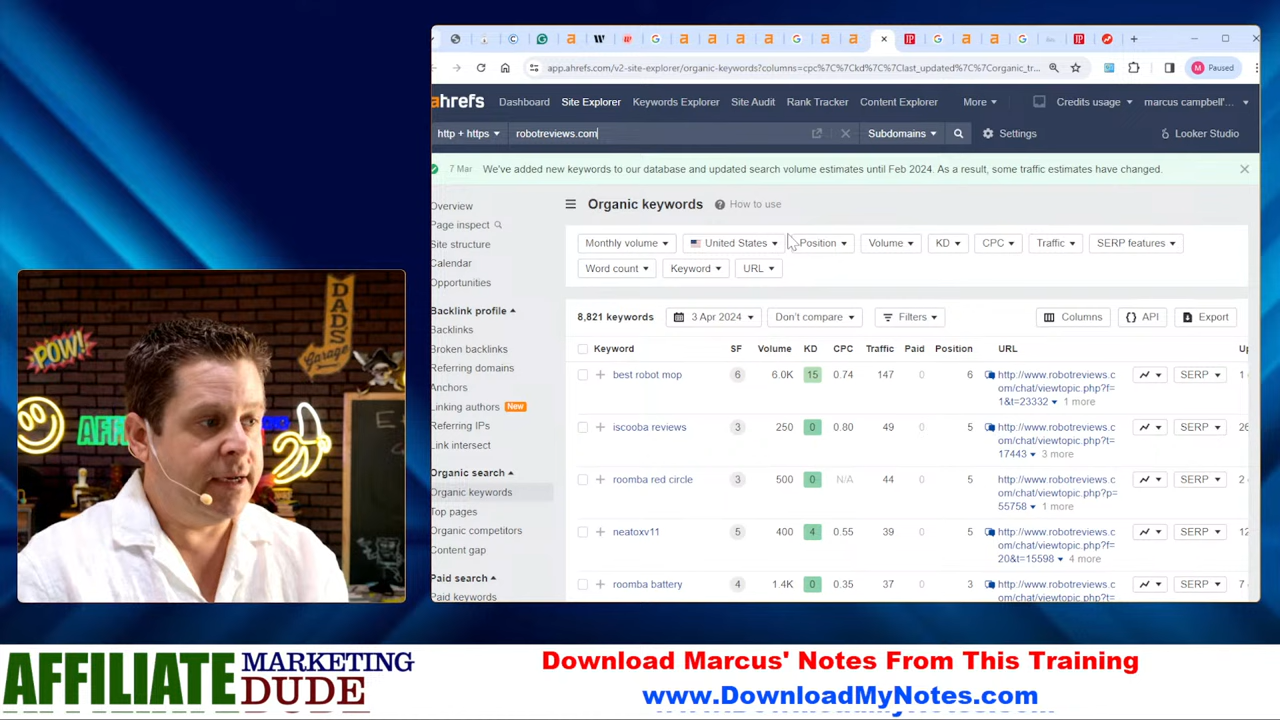 Paused
app.ahrefs.com/v2-site-explorer/organic-keywords?columns=cpc%7C%7Ckd%7C%7Clast_updated%7C%7Corganic_tr...
ahrefs
Dashboard
Site Explorer
Keywords Explorer
Site Audit
Rank Tracker
Content Explorer
More
Credits usage
marcus campbell'...
http + https
robotreviews.com
Subdomains
Settings
Looker Studio
7 Mar We've added new keywords to our database and updated search volume estimates until Feb 2024. As a result, some traffic estimates have changed.
Overview
Page inspect
Site structure
Calendar
Opportunities
Backlink profile
Backlinks
Broken backlinks
Referring domains
Anchors
Linking authors New
Referring IPs
Link intersect
Organic search
Organic keywords
Top pages
Organic competitors
Content gap
Paid search
Paid keywords
Organic keywords
How to use
Monthly volume
United States
Position
Volume
KD
CPC
Traffic
SERP features
Word count
Keyword
URL
8,821 keywords
3 Apr 2024
Don't compare
Filters
Columns
API
Export
Keyword SF Volume KD CPC Traffic Paid Position URL Up
best robot mop 6 6.0K 15 0.74 147 0 6 http://www.robotreviews.c
om/chat/viewtopic.php?f=
1&t=23332 1 more
SERP
1
iscooba reviews 3 250 0 0.80 49 0 5 http://www.robotreviews.c
om/chat/viewtopic.php?t=
17443 3 more
SERP
26
roomba red circle 3 500 0 N/A 44 0 5 http://www.robotreviews.c
om/chat/viewtopic.php?p=
55758 1 more
SERP
2
neatoxv11 5 400 4 0.55 39 0 5 http://www.robotreviews.c
om/chat/viewtopic.php?f=
20&t=15598 4 more
SERP
12
roomba battery 4 1.4K 0 0.35 37 0 3 http://www.robotreviews.c
om/chat/viewtopic.php?t=
SERP
7
POW!
DADS
Garage
AFFILIATE
MARKETING
DUDE
Download Marcus' Notes From This Training
www.DownloadMyNotes.com